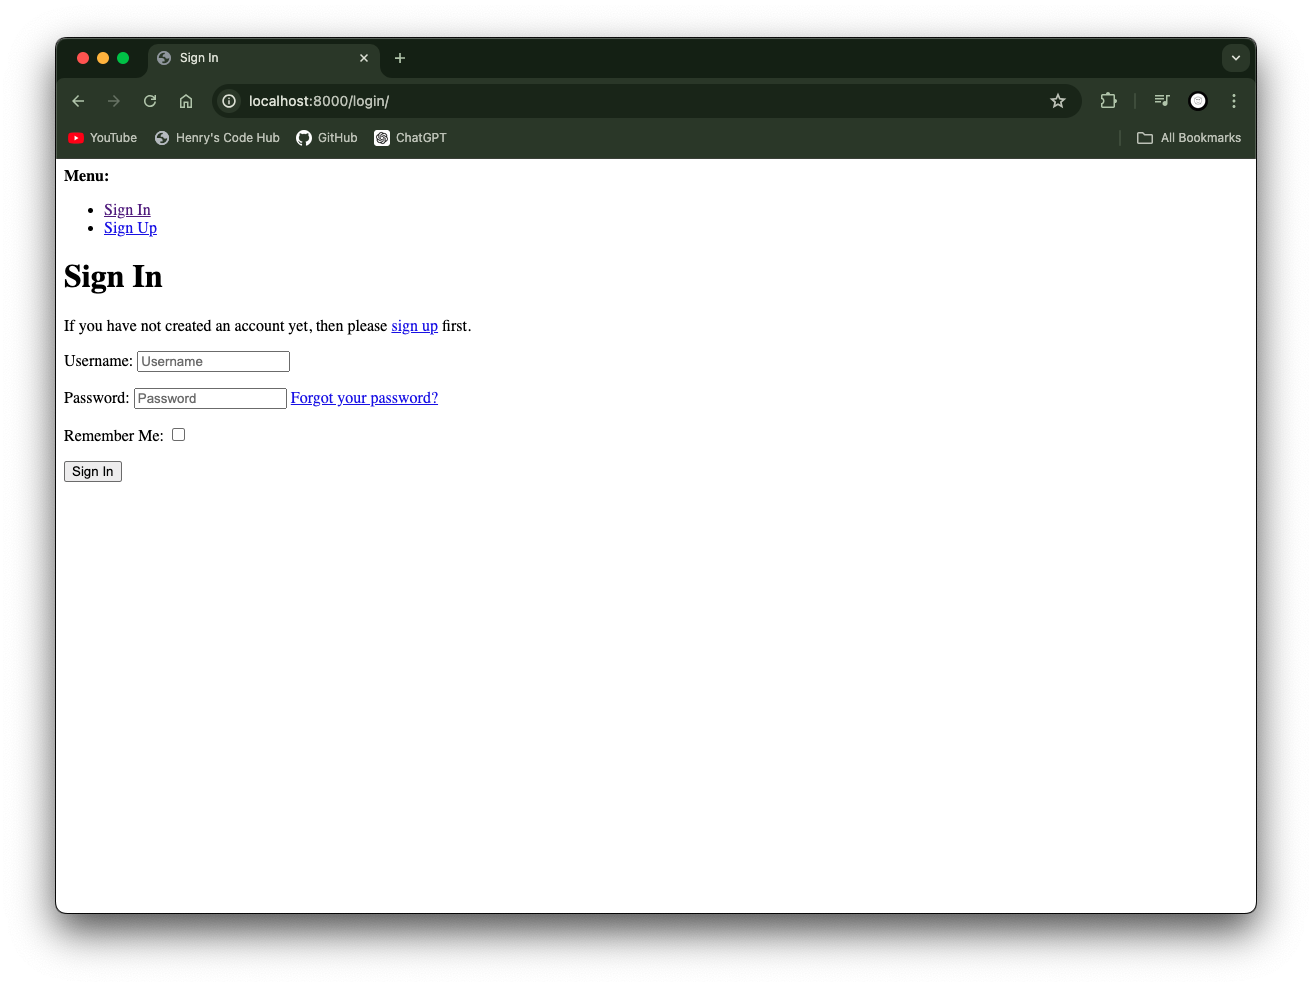 Sign In
localhost:8000/login/
YouTube Henry's Code Hub GitHub ChatGPT All Bookmarks
Menu:
Sign In
Sign Up
Sign In
If you have not created an account yet, then please sign up first.
Username: Username
Password: Password Forgot your password?
Remember Me:
Sign In